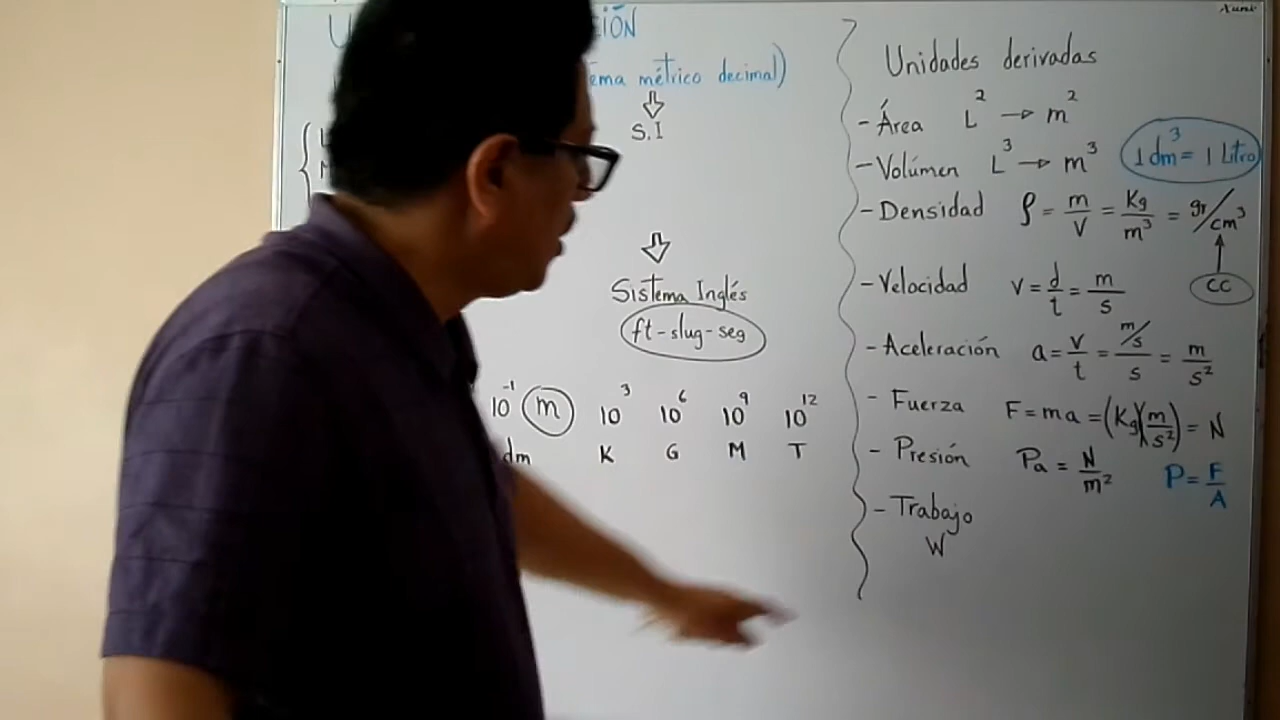 IÓN
ema métrico decimal)
S.I
Sistema Inglés
ft-slug-seg
10⁻¹ m 10³ 10⁶ 10⁹ 10¹²
dm K G M T
Unidades derivadas
- Área L² → m²
1 dm³ = 1 Litro
- Volúmen L³ → m³
- Densidad ρ = m/V = Kg/m³ = gr/cm³
cc
- Velocidad v = d/t = m/s
- Aceleración a = v/t = m/s/s = m/s²
- Fuerza F = ma = (Kg)(m/s²) = N
- Presión Pa = N/m² P = F/A
- Trabajo
W